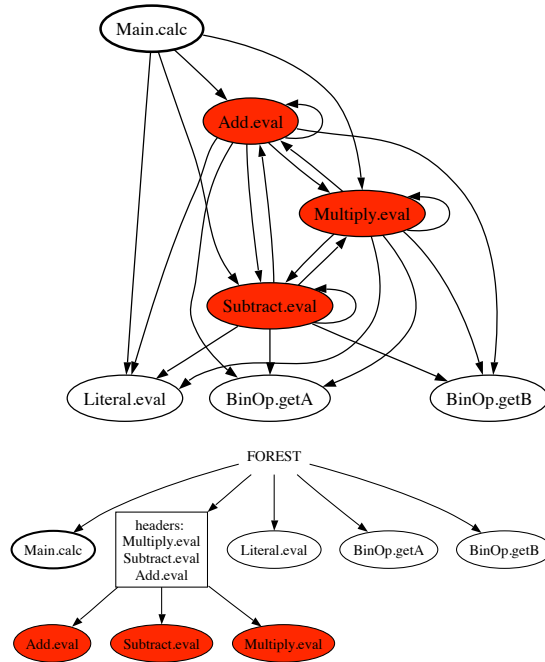 Main.calc
Add.eval
Multiply.eval
Subtract.eval
Literal.eval
BinOp.getA
BinOp.getB
FOREST
Main.calc
headers:
Multiply.eval
Subtract.eval
Add.eval
Literal.eval
BinOp.getA
BinOp.getB
Add.eval
Subtract.eval
Multiply.eval